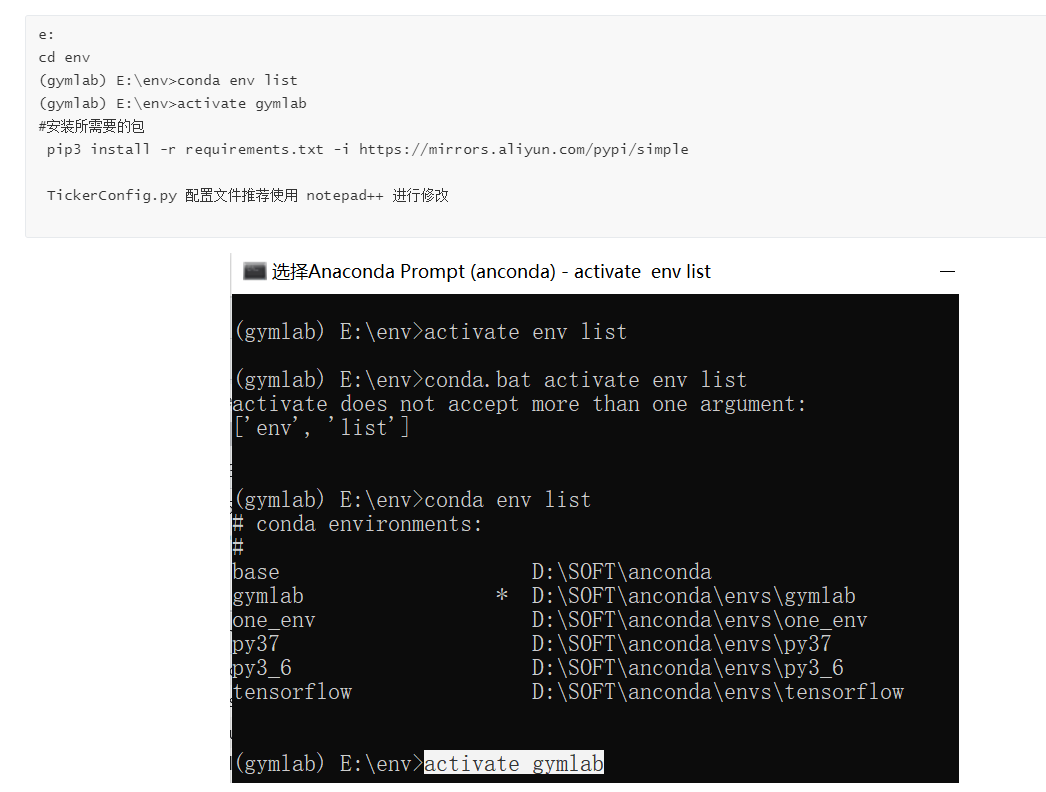 e:
cd env
(gymlab) E:\env>conda env list
(gymlab) E:\env>activate gymlab
#安装所需要的包
pip3 install -r requirements.txt -i https://mirrors.aliyun.com/pypi/simple
TickerConfig.py 配置文件推荐使用 notepad++ 进行修改
选择Anaconda Prompt (anconda) - activate  env list
(gymlab) E:\env>activate env list
(gymlab) E:\env>conda.bat activate env list
activate does not accept more than one argument:
['env', 'list']
(gymlab) E:\env>conda env list
# conda environments:
#
base                     D:\SOFT\anconda
gymlab                *  D:\SOFT\anconda\envs\gymlab
one_env                  D:\SOFT\anconda\envs\one_env
py37                     D:\SOFT\anconda\envs\py37
py3_6                    D:\SOFT\anconda\envs\py3_6
tensorflow               D:\SOFT\anconda\envs\tensorflow
(gymlab) E:\env>activate gymlab